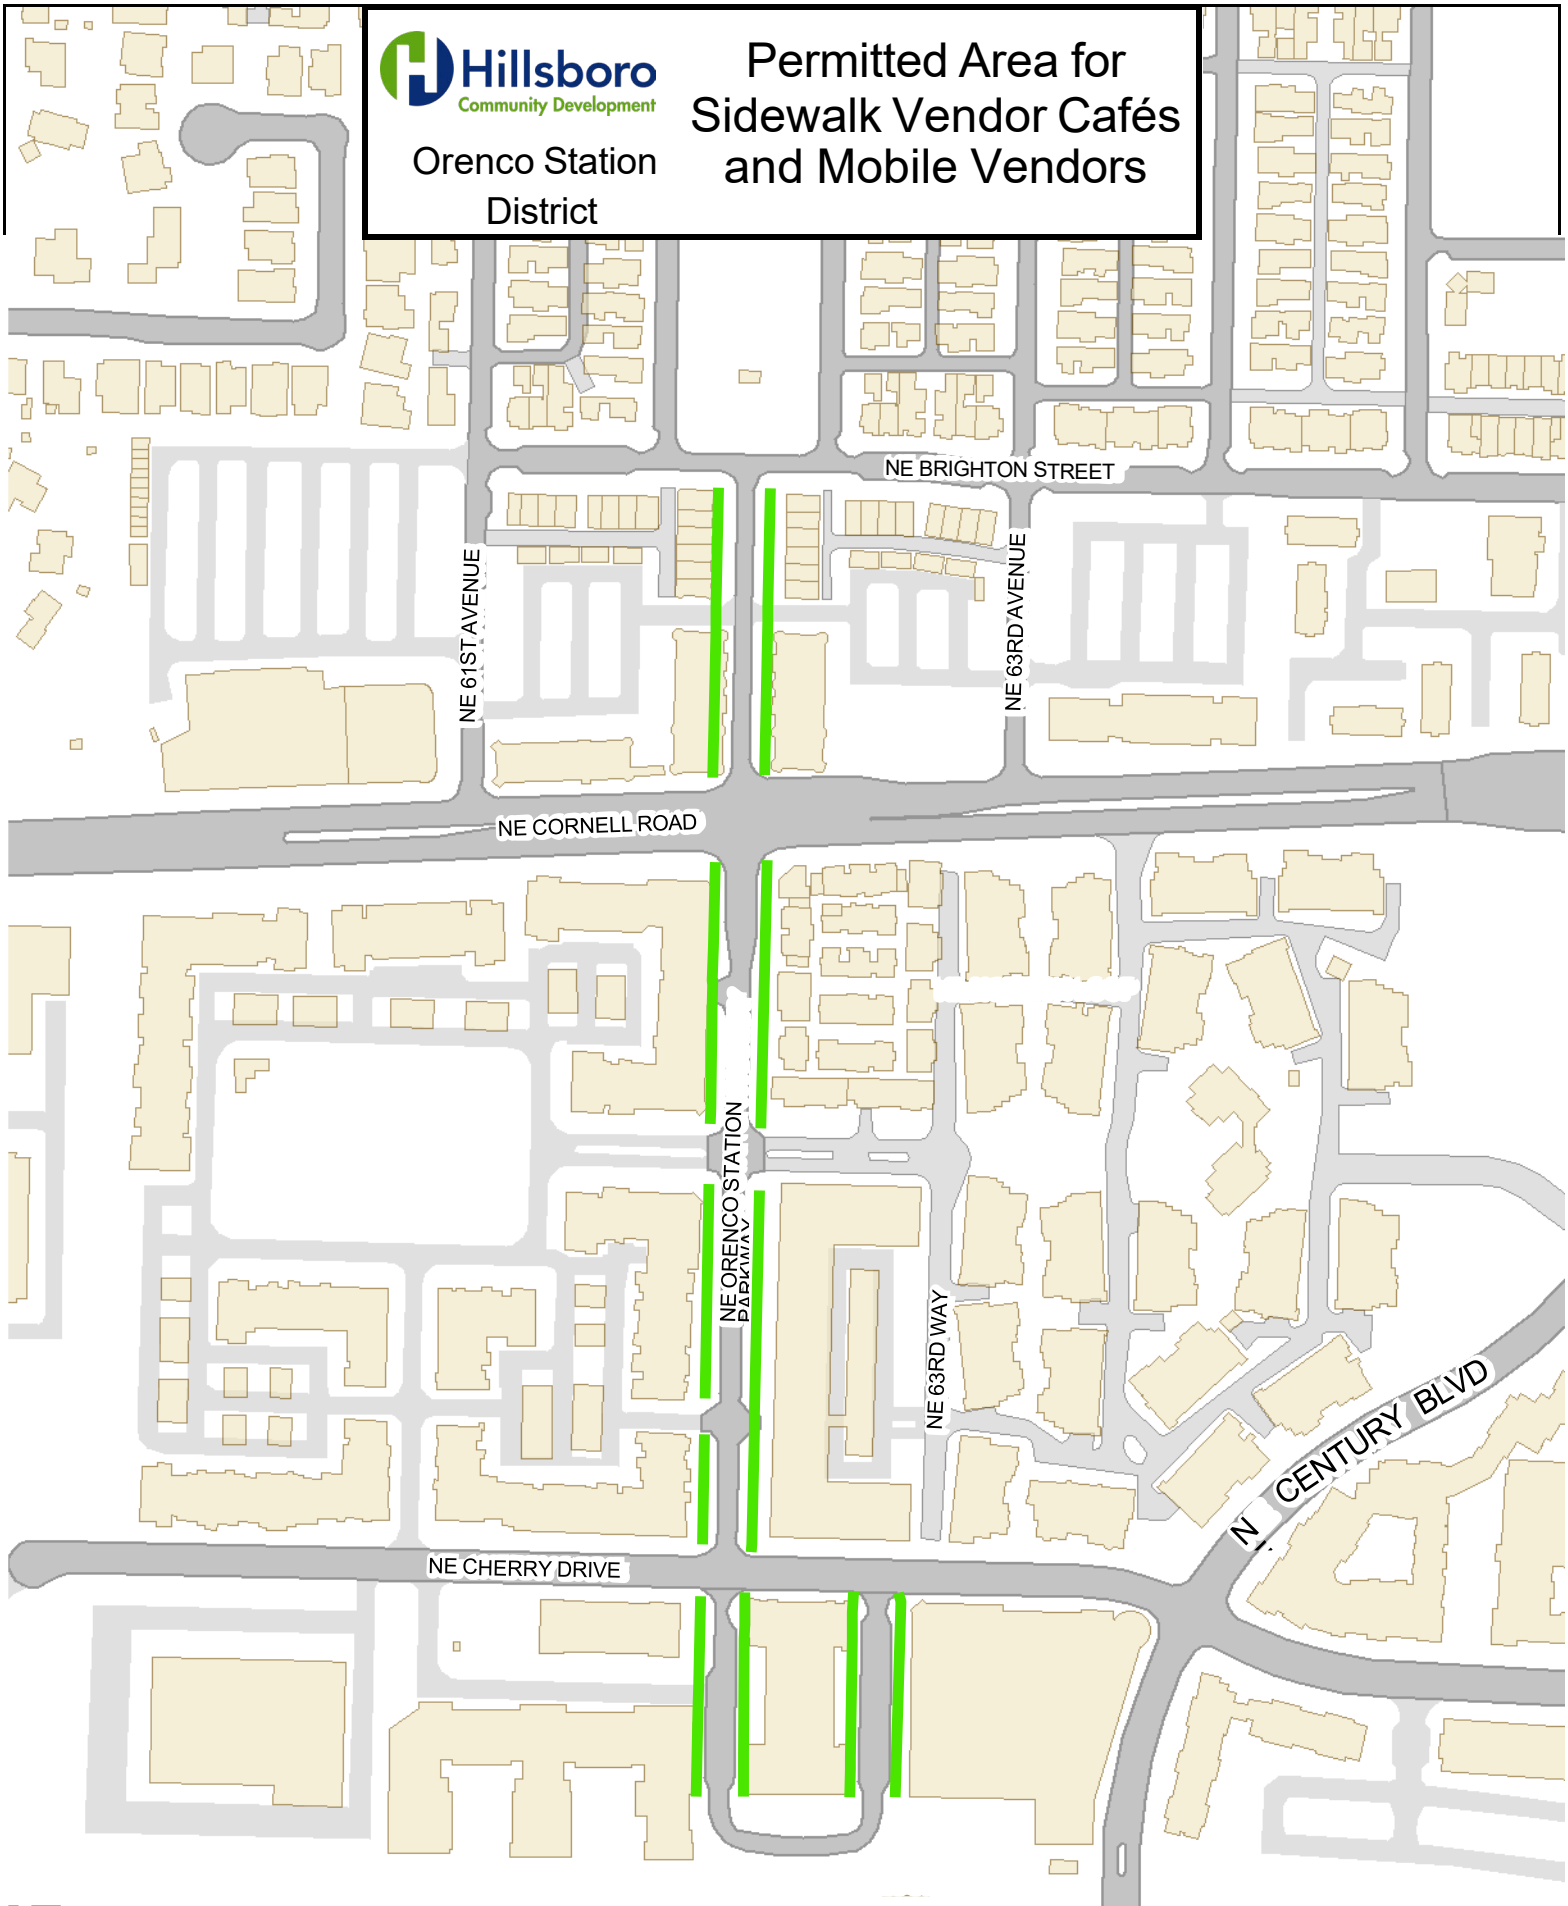 Hillsboro
Community Development
Orenco Station
District
Permitted Area for
Sidewalk Vendor Cafés
and Mobile Vendors
NE BRIGHTON STREET
NE 61ST AVENUE
NE 63RD AVENUE
NE CORNELL ROAD
NE ORENCO STATION
PARKWAY
NE 63RD WAY
N CENTURY BLVD
NE CHERRY DRIVE